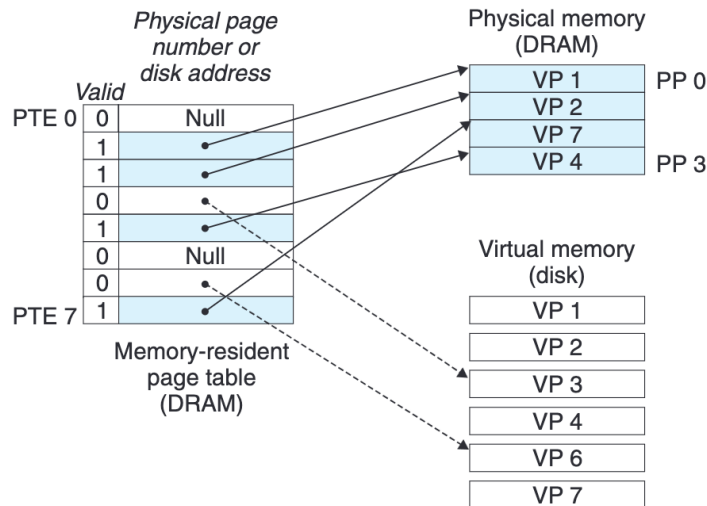 Physical page
number or
disk address
Valid
PTE 0
0
Null
1
1
0
1
0
Null
0
PTE 7
1
Memory-resident
page table
(DRAM)
Physical memory
(DRAM)
VP 1
PP 0
VP 2
VP 7
VP 4
PP 3
Virtual memory
(disk)
VP 1
VP 2
VP 3
VP 4
VP 6
VP 7